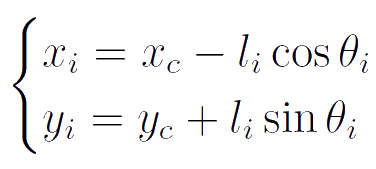 x_i = x_c − l_i cos θ_i
y_i = y_c + l_i sin θ_i